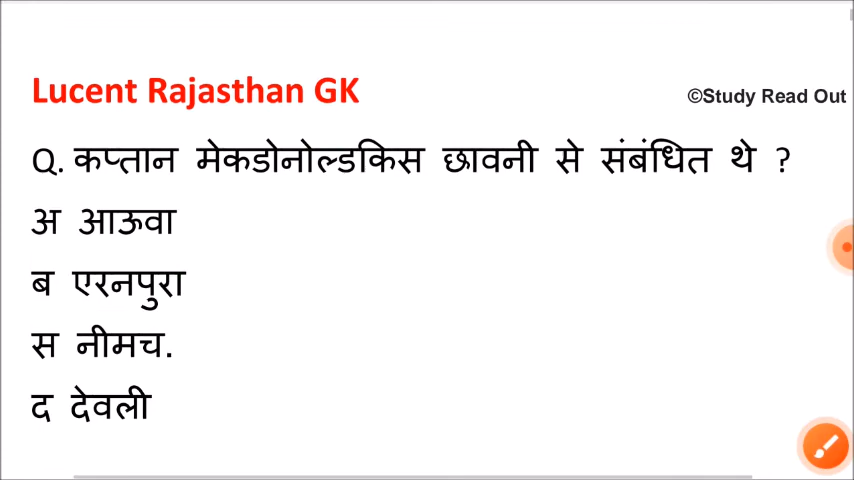 Lucent Rajasthan GK
©Study Read Out
Q. कप्तान मेकडोनोल्डकिस छावनी से संबंधित थे ?
अ आऊवा
ब एरनपुरा
स नीमच.
द देवली